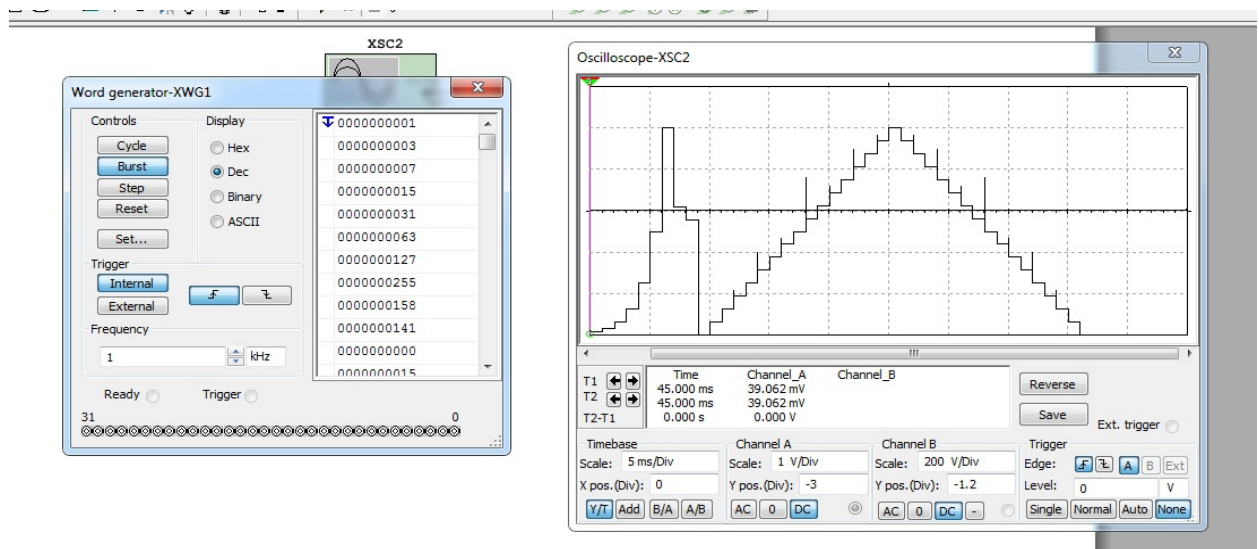 XSC2
Word generator-XWG1
Controls
Cycle
Burst
Step
Reset
Set...
Display
Hex
Dec
Binary
ASCII
0000000001
0000000003
0000000007
0000000015
0000000031
0000000063
0000000127
0000000255
0000000158
0000000141
0000000000
0000000015
Trigger
Internal
External
Frequency
1 kHz
Ready Trigger
31 0
Oscilloscope-XSC2
Time Channel_A Channel_B
T1 45.000 ms 39.062 mV
T2 45.000 ms 39.062 mV
T2-T1 0.000 s 0.000 V
Reverse
Save
Ext. trigger
Timebase
Scale: 5 ms/Div
X pos.(Div): 0
Y/T Add B/A A/B
Channel A
Scale: 1 V/Div
Y pos.(Div): -3
AC 0 DC
Channel B
Scale: 200 V/Div
Y pos.(Div): -1.2
AC 0 DC -
Trigger
Edge: A B Ext
Level: 0 V
Single Normal Auto None